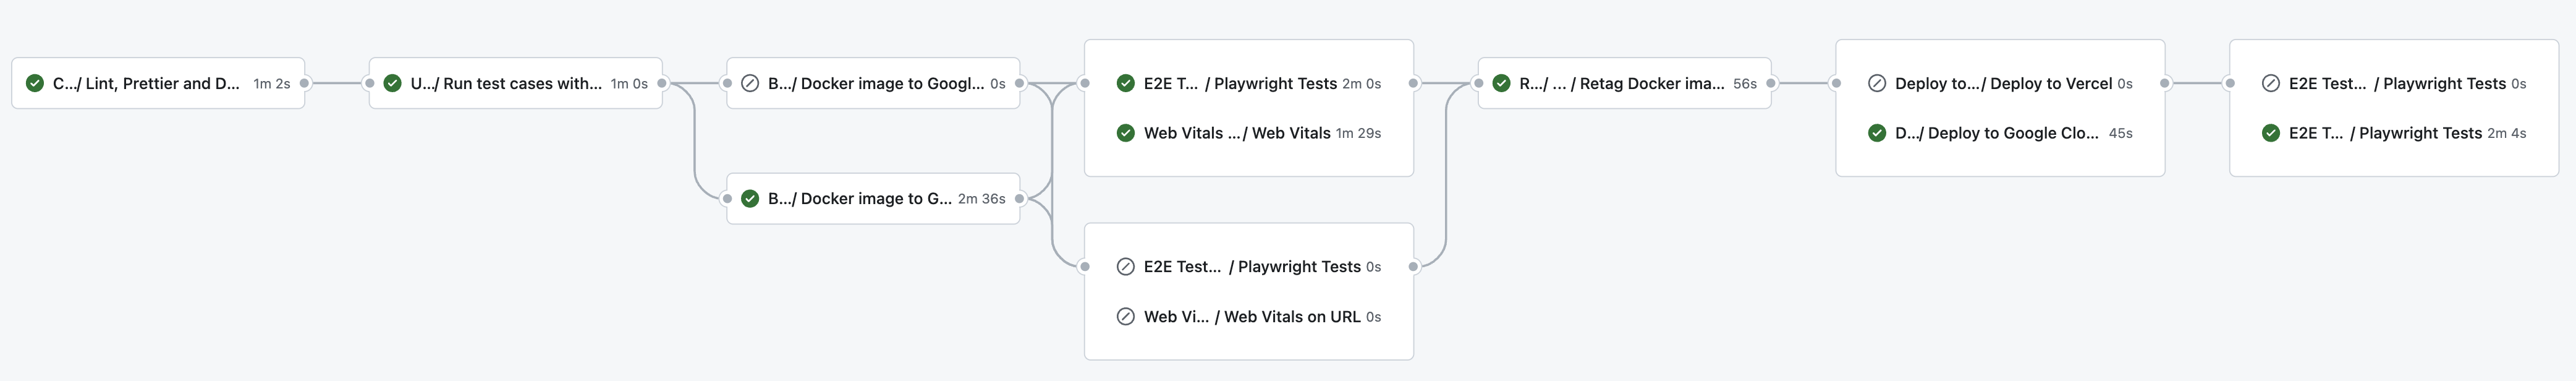 C.../ Lint, Prettier and D... 1m 2s
U.../ Run test cases with... 1m 0s
B.../ Docker image to Googl... 0s
B.../ Docker image to G... 2m 36s
E2E T... / Playwright Tests 2m 0s
Web Vitals .../ Web Vitals 1m 29s
E2E Test... / Playwright Tests 0s
Web Vi... / Web Vitals on URL 0s
R.../ ... / Retag Docker ima... 56s
Deploy to.../ Deploy to Vercel 0s
D.../ Deploy to Google Clo... 45s
E2E Test... / Playwright Tests 0s
E2E T... / Playwright Tests 2m 4s